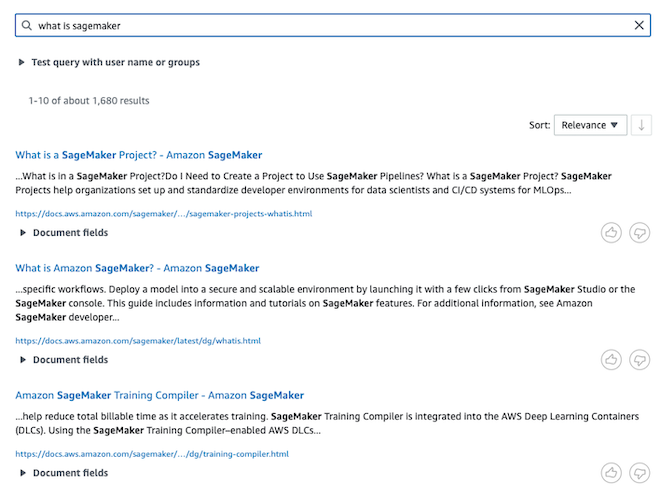 what is sagemaker
Test query with user name or groups
1-10 of about 1,680 results
Sort: Relevance
What is a SageMaker Project? - Amazon SageMaker
...What is in a SageMaker Project?Do I Need to Create a Project to Use SageMaker Pipelines? What is a SageMaker Project? SageMaker
Projects help organizations set up and standardize developer environments for data scientists and CI/CD systems for MLOps...
https://docs.aws.amazon.com/sagemaker/.../sagemaker-projects-whatis.html
Document fields
What is Amazon SageMaker? - Amazon SageMaker
...specific workflows. Deploy a model into a secure and scalable environment by launching it with a few clicks from SageMaker Studio or the
SageMaker console. This guide includes information and tutorials on SageMaker features. For additional information, see Amazon
SageMaker developer...
https://docs.aws.amazon.com/sagemaker/latest/dg/whatis.html
Document fields
Amazon SageMaker Training Compiler - Amazon SageMaker
...help reduce total billable time as it accelerates training. SageMaker Training Compiler is integrated into the AWS Deep Learning Containers
(DLCs). Using the SageMaker Training Compiler–enabled AWS DLCs...
https://docs.aws.amazon.com/sagemaker/.../dg/training-compiler.html
Document fields